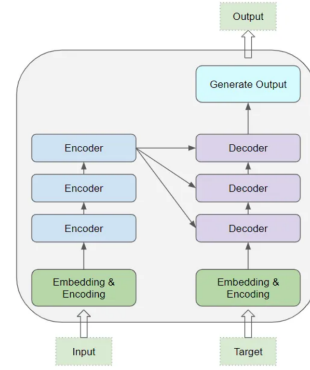 Output
Generate Output
Encoder
Decoder
Encoder
Decoder
Encoder
Decoder
Embedding &
Encoding
Embedding &
Encoding
Input
Target